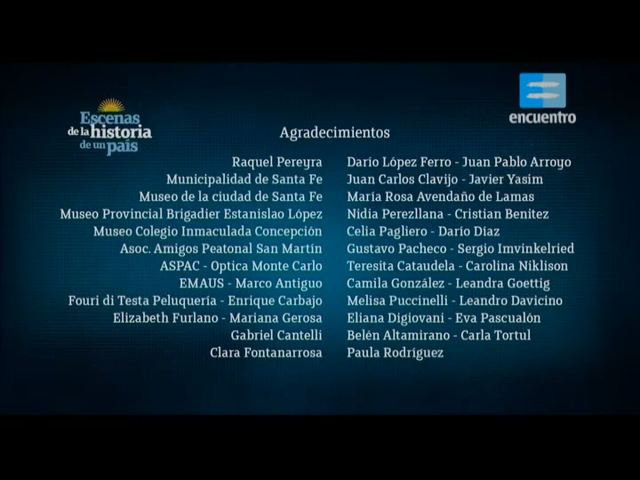 Escenas
de la historia
de un país
encuentro
Agradecimientos
Raquel Pereyra
Municipalidad de Santa Fe
Museo de la ciudad de Santa Fe
Museo Provincial Brigadier Estanislao López
Museo Colegio Inmaculada Concepción
Asoc. Amigos Peatonal San Martín
ASPAC - Optica Monte Carlo
EMAUS - Marco Antiguo
Fouri di Testa Peluquería - Enrique Carbajo
Elizabeth Furlano - Mariana Gerosa
Gabriel Cantelli
Clara Fontanarrosa
Darío López Ferro - Juan Pablo Arroyo
Juan Carlos Clavijo - Javier Yasim
María Rosa Avendaño de Lamas
Nidia Perezllana - Cristian Benitez
Celia Pagliero - Darío Díaz
Gustavo Pacheco - Sergio Imvinkelried
Teresita Cataudela - Carolina Niklison
Camila González - Leandra Goettig
Melisa Puccinelli - Leandro Davicino
Eliana Digiovani - Eva Pascualón
Belén Altamirano - Carla Tortul
Paula Rodríguez